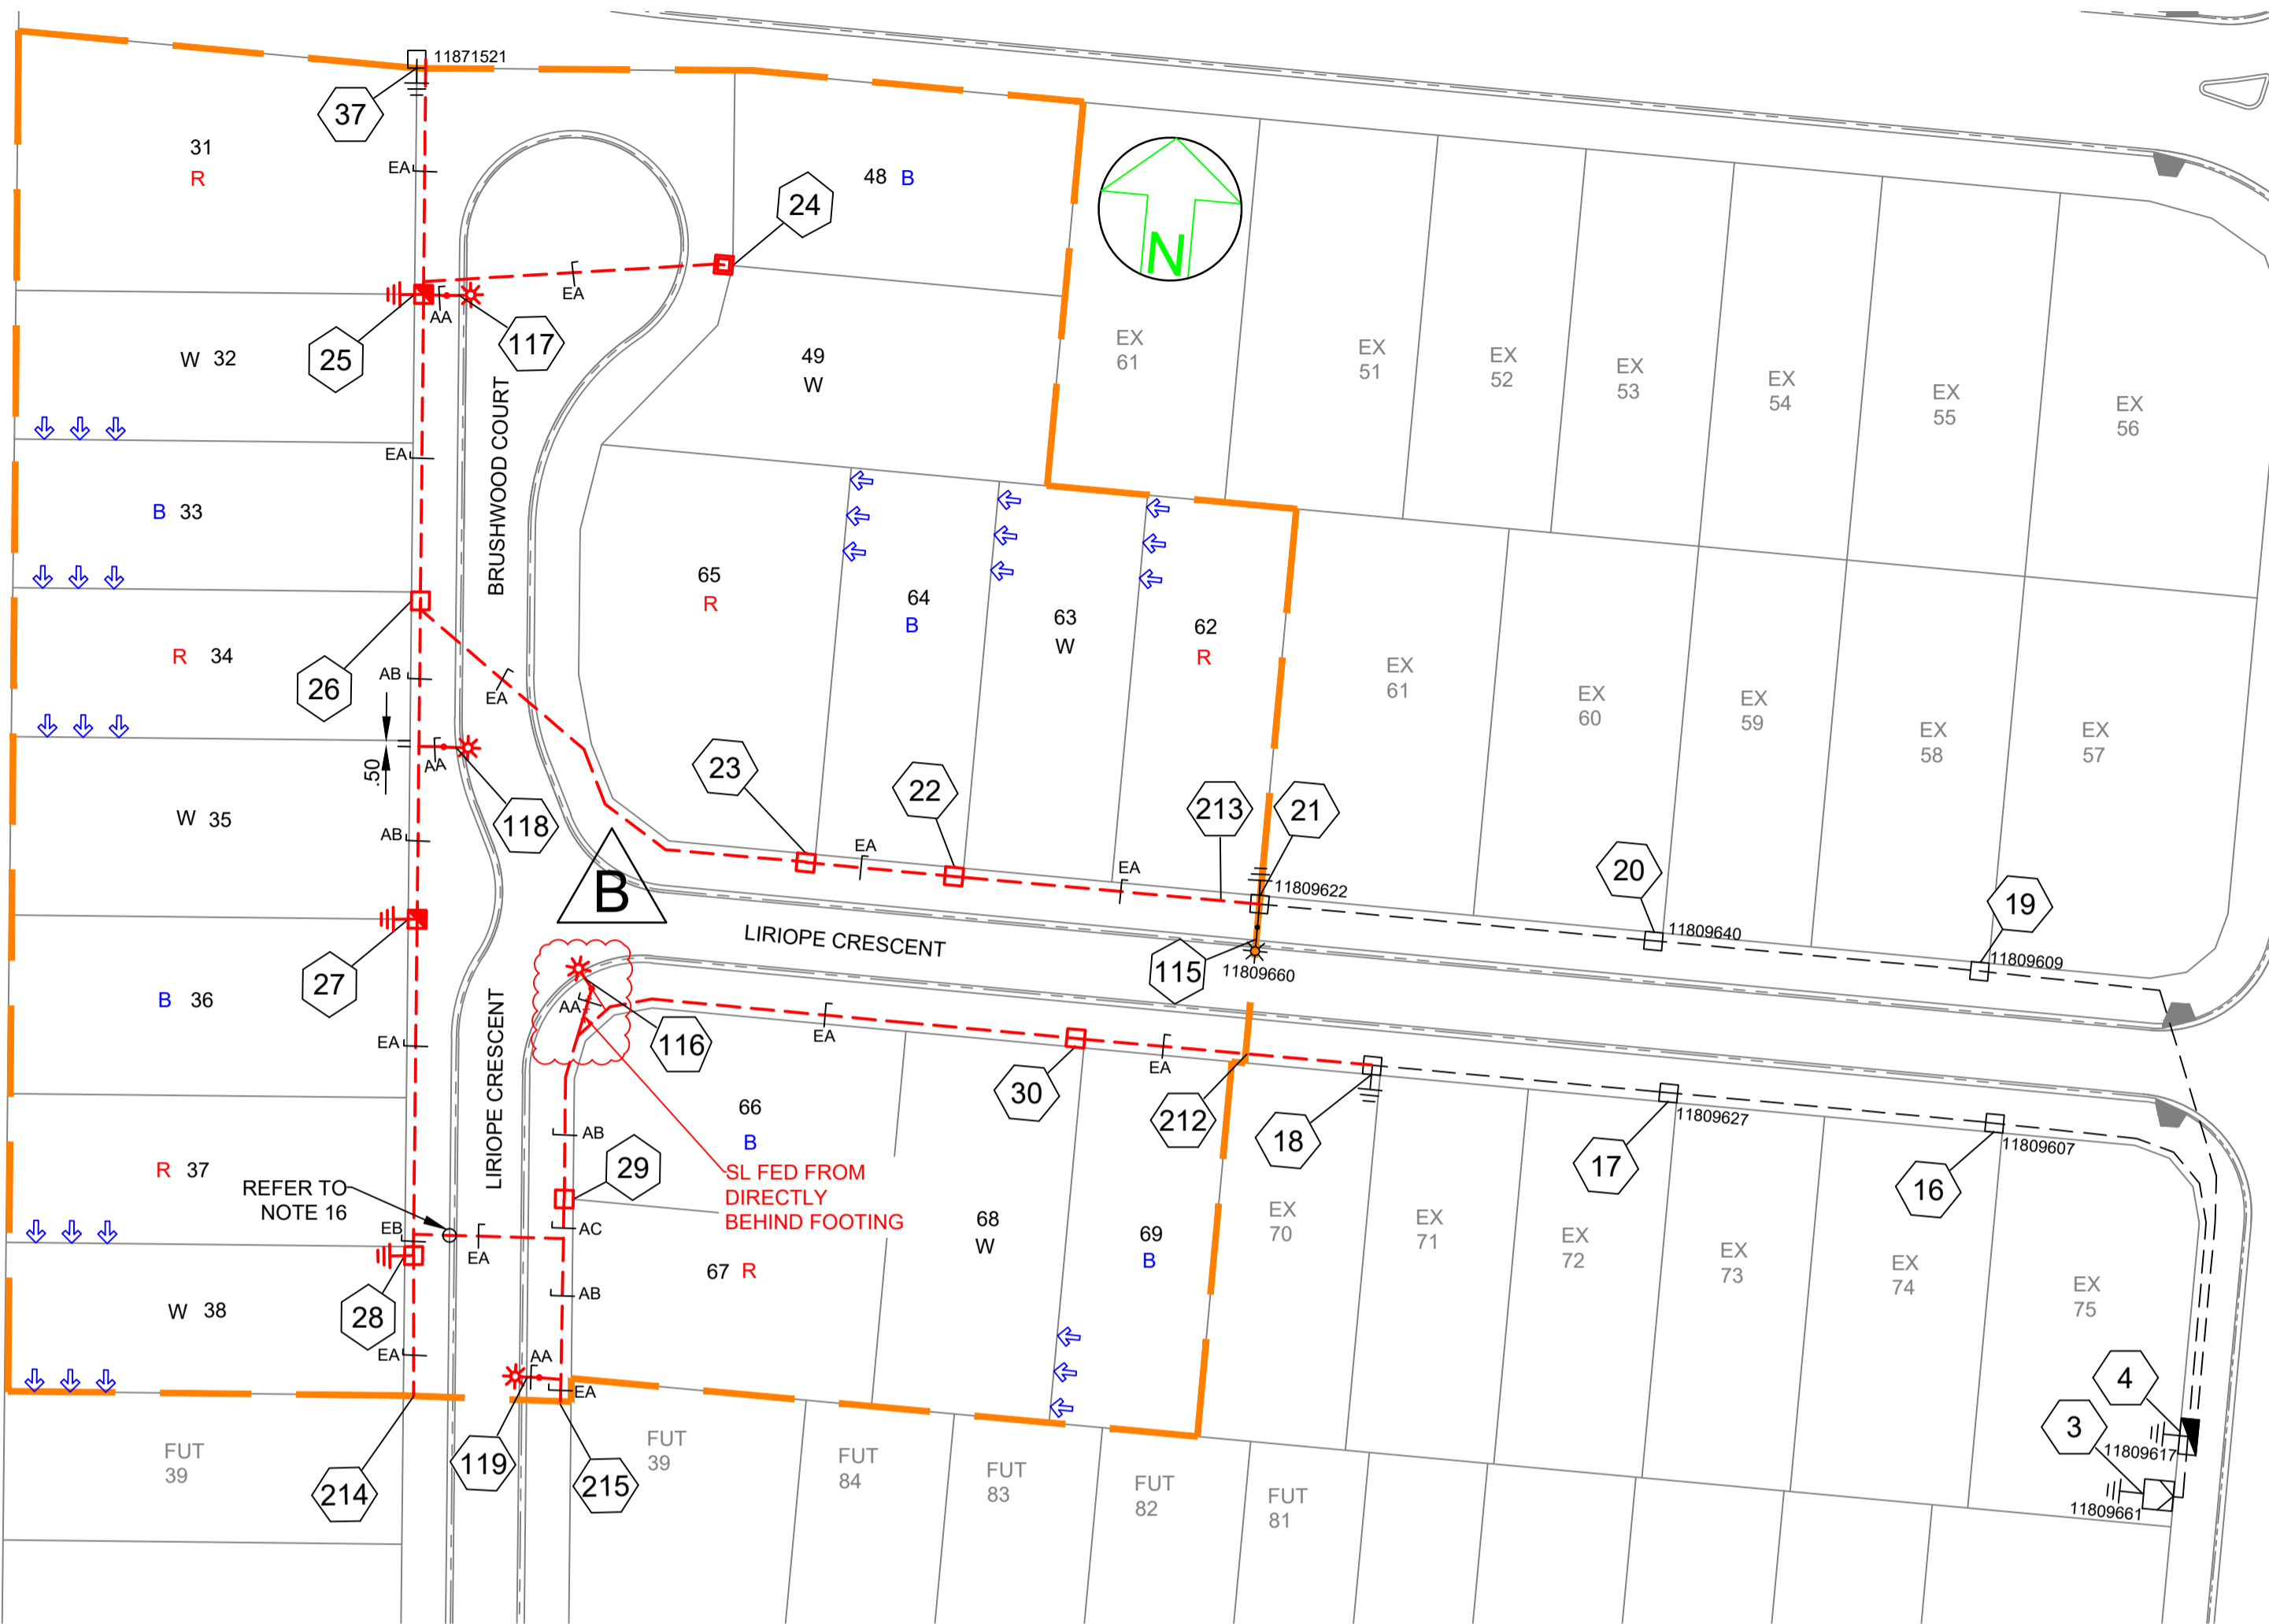 11871521
37
31
R
EA
24
48 B
N
EA
25
AA
117
W 32
49
W
EX
61
EX
51
EX
52
EX
53
EX
54
EX
55
EX
56
BRUSHWOOD COURT
EA
B 33
65
R
64
B
63
W
62
R
R 34
26
AB
EA
EX
61
EX
60
EX
59
EX
58
EX
57
.50
AA
118
W 35
AB
23
22
213
21
EA
EA
11809622
20
11809640
19
11809609
B
LIRIOPE CRESCENT
115
11809660
27
B 36
EA
LIRIOPE CRESCENT
AA
116
EA
EA
30
212
18
17
11809627
16
11809607
66
B
AB
29
SL FED FROM
DIRECTLY
BEHIND FOOTING
R 37
REFER TO
NOTE 16
EB
EA
AC
68
W
69
B
EX
70
EX
71
EX
72
EX
73
EX
74
EX
75
67 R
AB
28
W 38
EA
AA
EA
4
3
11809617
11809661
FUT
39
214
119
215
FUT
39
FUT
84
FUT
83
FUT
82
FUT
81